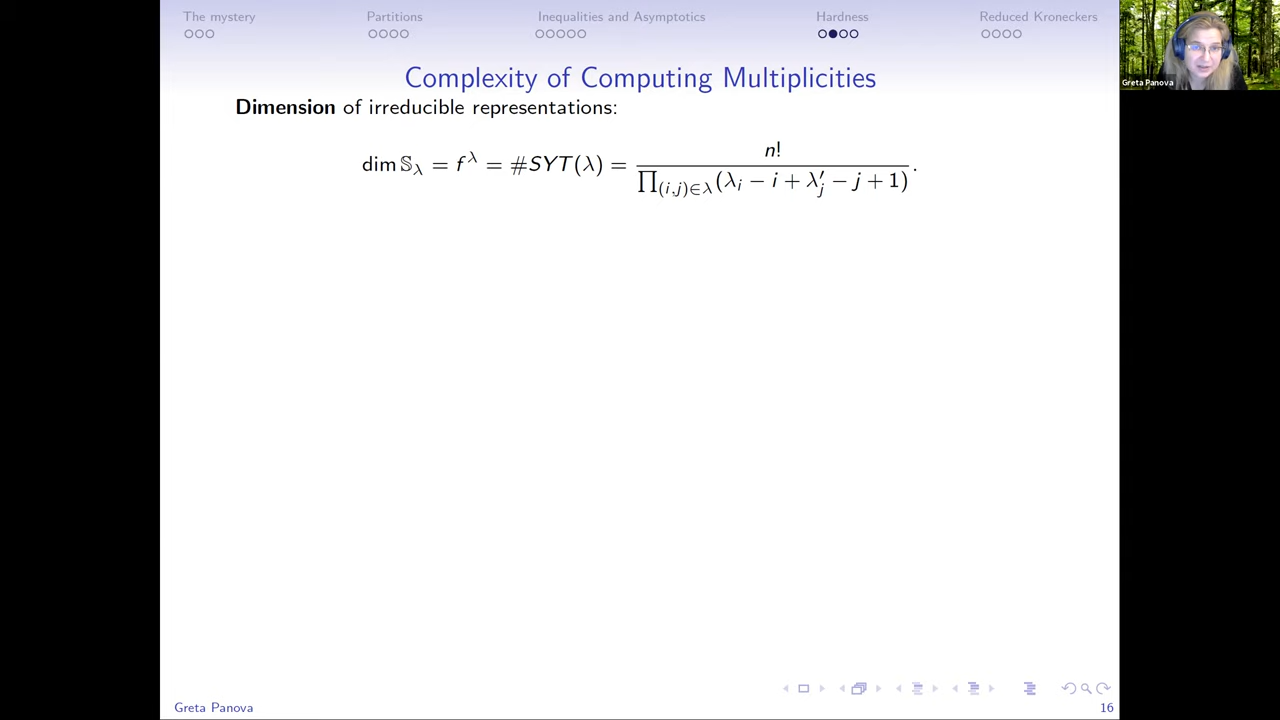 The mystery
Partitions
Inequalities and Asymptotics
Hardness
Reduced Kroneckers
Greta Panova
Complexity of Computing Multiplicities
Dimension of irreducible representations:
dim 𝕊_λ = f^λ = #SYT(λ) = n! / ∏_{(i,j)∈λ}(λ_i − i + λ′_j − j + 1).
Greta Panova
16